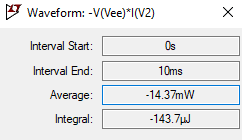 Waveform: -V(Vee)*I(V2)
Interval Start: 0s
Interval End: 10ms
Average: -14.37mW
Integral: -143.7µJ